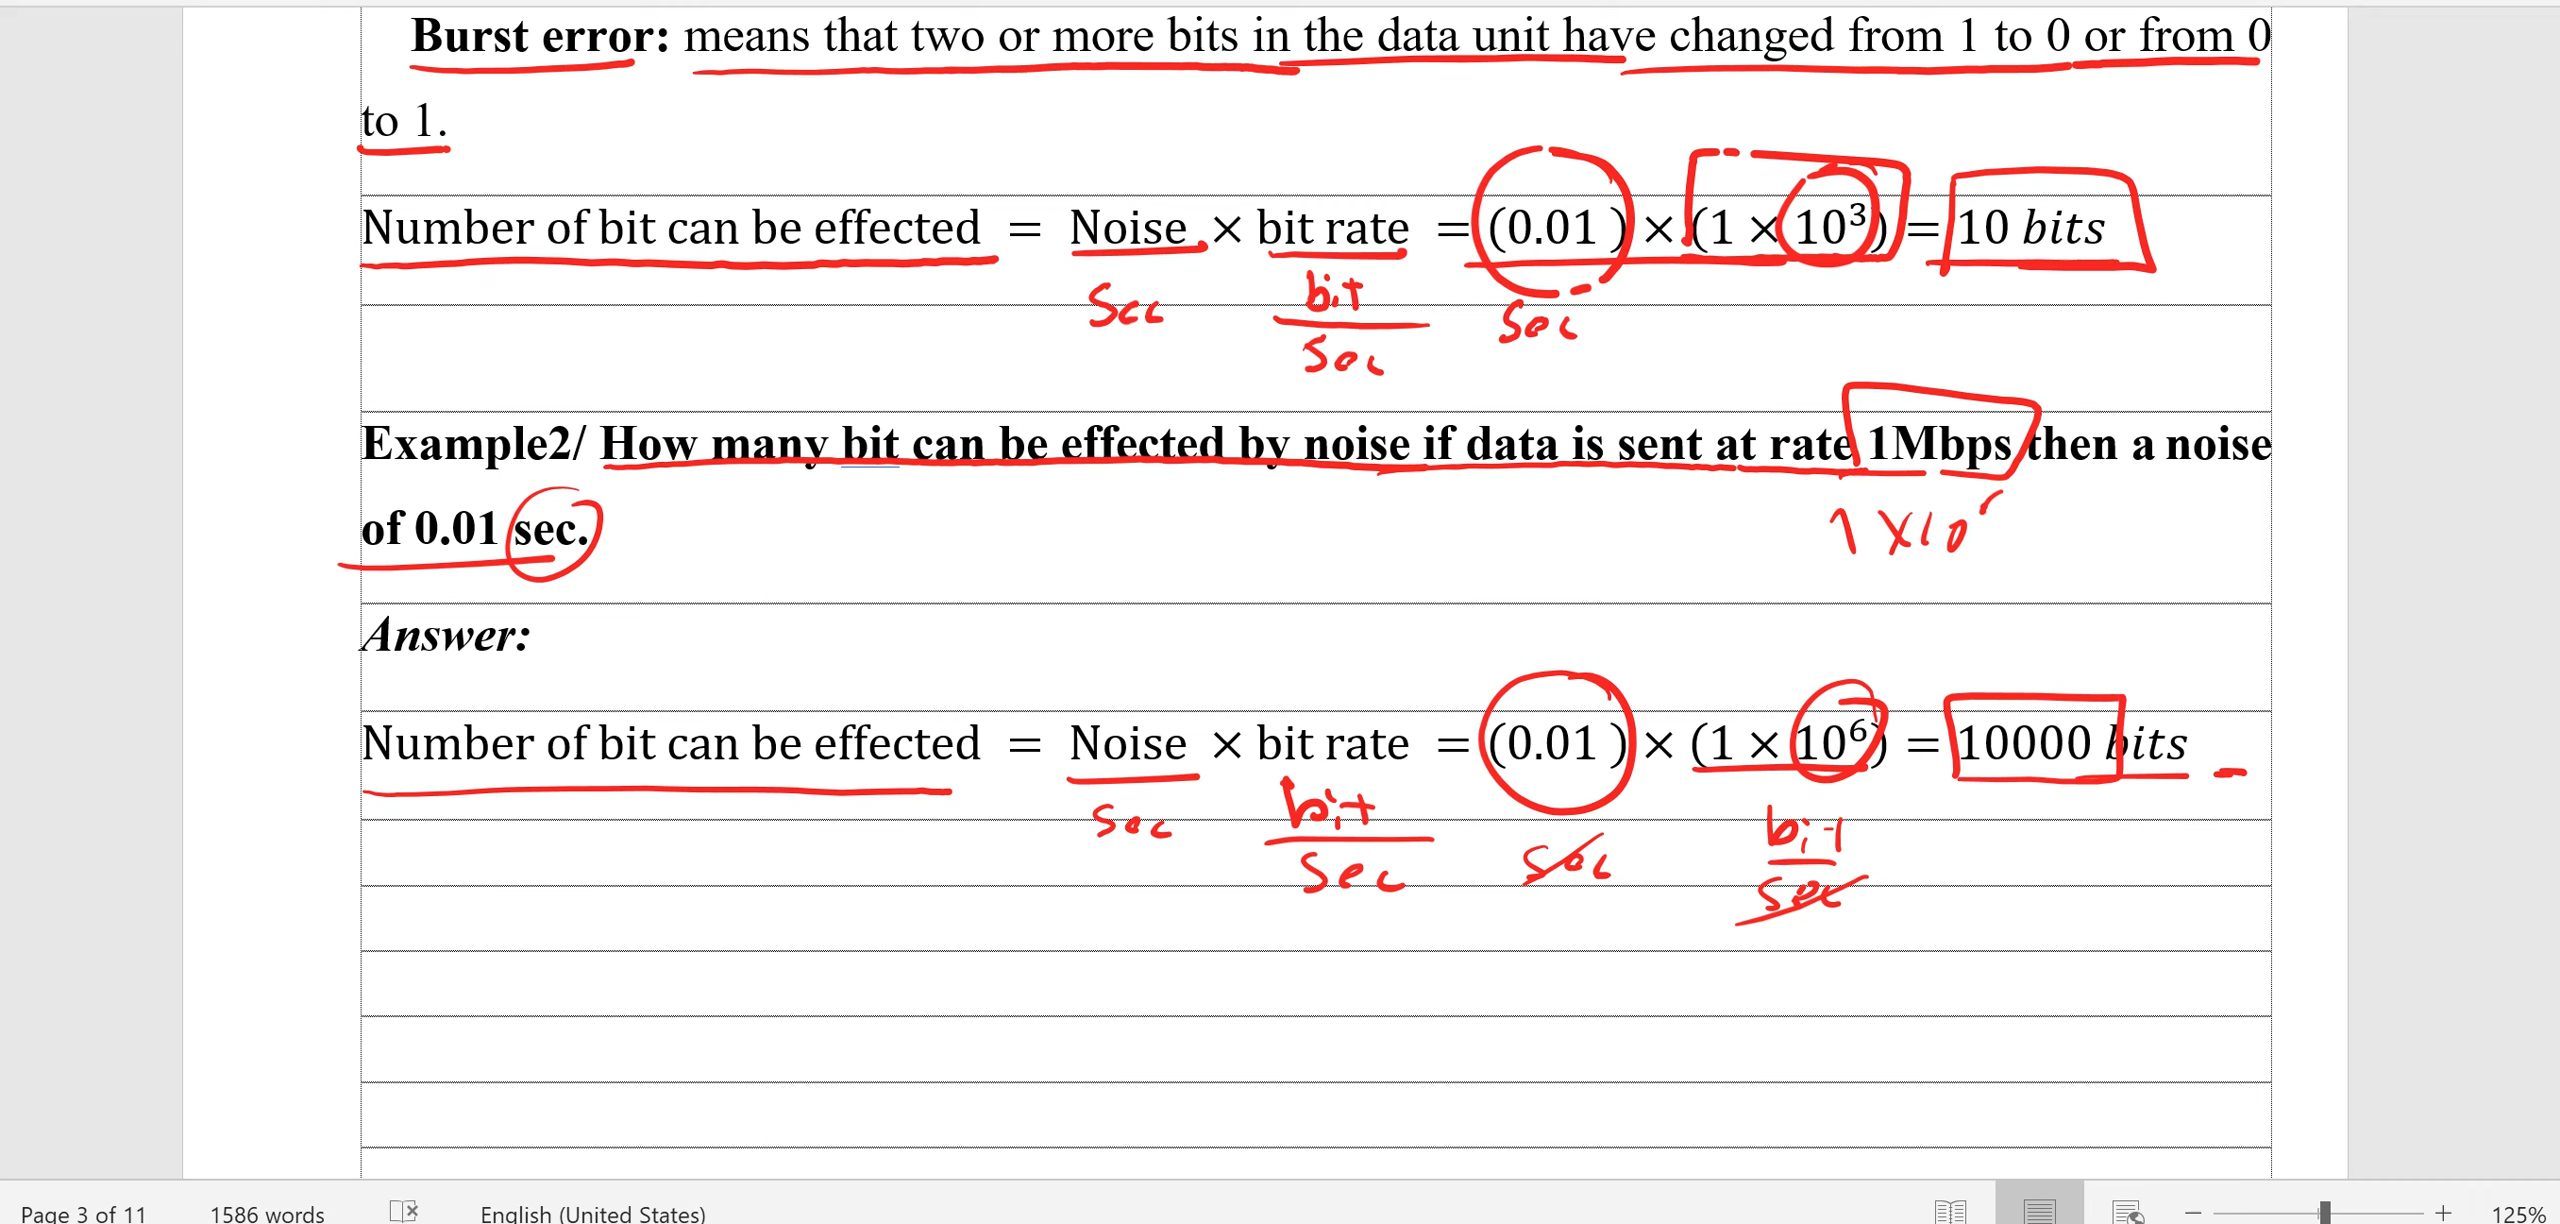 Burst error: means that two or more bits in the data unit have changed from 1 to 0 or from 0
to 1.
Number of bit can be effected = Noise × bit rate = (0.01 ) × (1 × 10³) = 10 bits
sec bit sec
sec
Example2/ How many bit can be effected by noise if data is sent at rate 1Mbps then a noise
1 X10
of 0.01 sec.
Answer:
Number of bit can be effected = Noise × bit rate = (0.01 ) × (1 × 10⁶) = 10000 bits
sec bit sec bit
sec sec
Page 3 of 11 1586 words English (United States) 125%